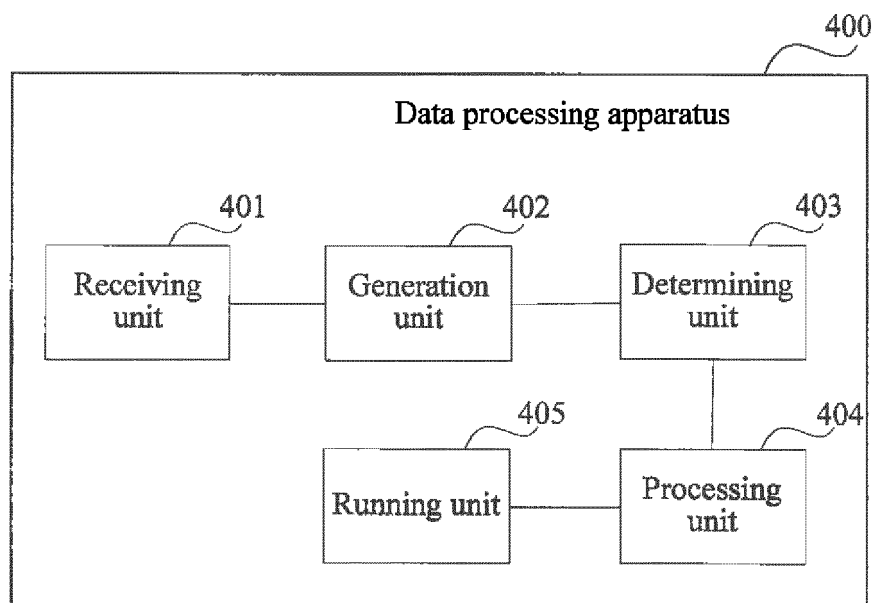 400
Data processing apparatus
401
402
403
Receiving
unit
Generation
unit
Determining
unit
405
404
Running unit
Processing
unit